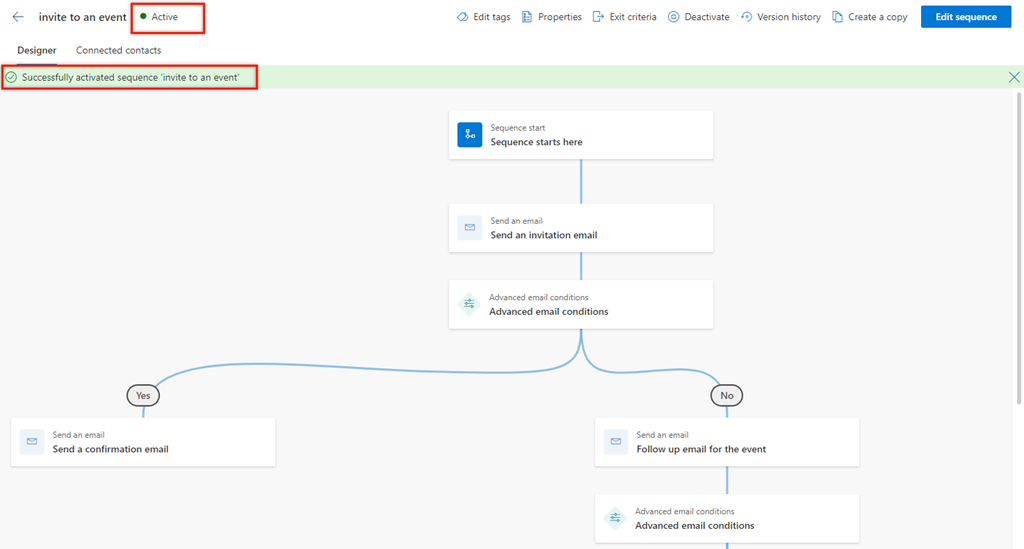 invite to an event
Active
Edit tags
Properties
Exit criteria
Deactivate
Version history
Create a copy
Edit sequence
Designer
Connected contacts
Successfully activated sequence 'invite to an event'
Sequence start
Sequence starts here
Send an email
Send an invitation email
Advanced email conditions
Advanced email conditions
Yes
No
Send an email
Send a confirmation email
Send an email
Follow up email for the event
Advanced email conditions
Advanced email conditions